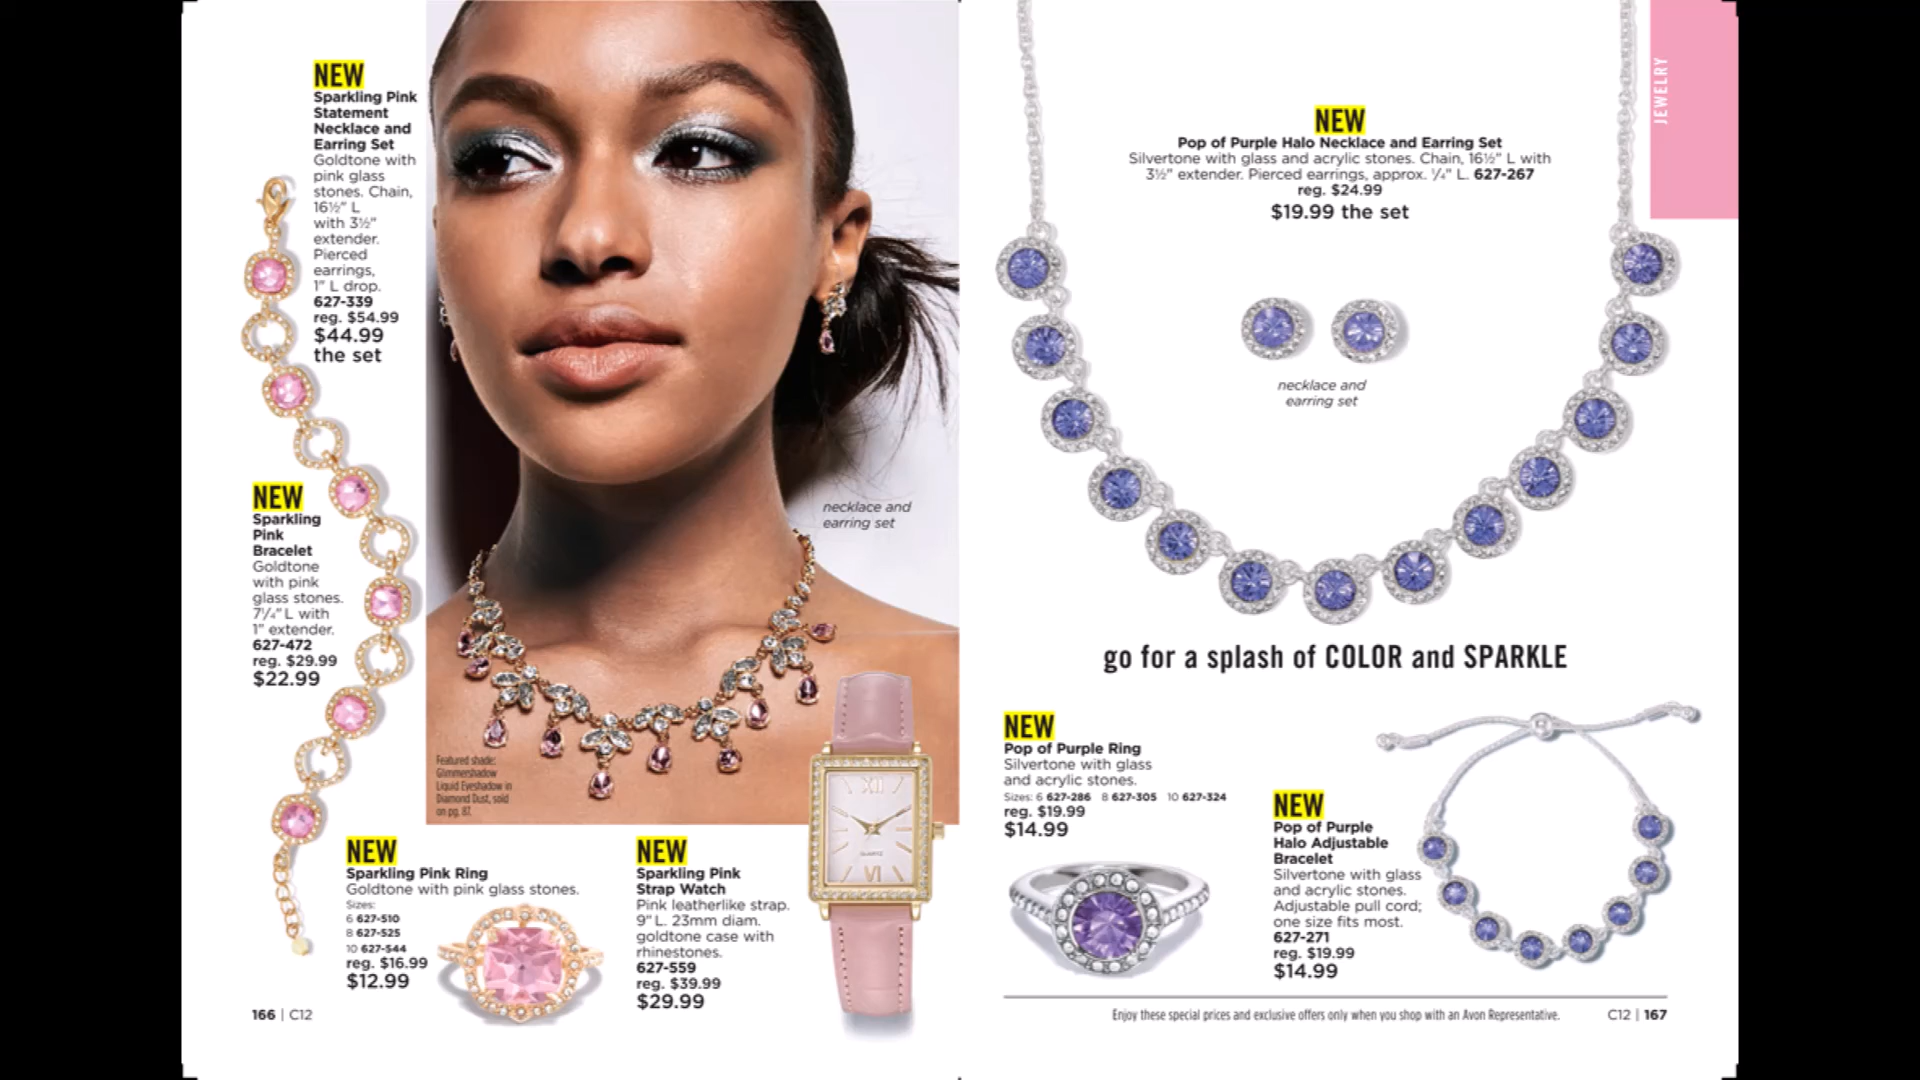 NEW
Sparkling Pink
Statement
Necklace and
Earring Set
Goldtone with
pink glass
stones. Chain,
16½" L
with 3½"
extender.
Pierced
earrings,
1" L drop.
627-339
reg. $54.99
$44.99
the set
NEW
Sparkling
Pink
Bracelet
Goldtone
with pink
glass stones.
7¼" L with
1" extender.
627-472
reg. $29.99
$22.99
necklace and
earring set
Featured shade:
Glimmershadow
Liquid Eyeshadow in
Diamond Dust, sold
on pg. 87.
NEW
Sparkling Pink Ring
Goldtone with pink glass stones.
Sizes:
6 627-510
8 627-525
10 627-544
reg. $16.99
$12.99
NEW
Sparkling Pink
Strap Watch
Pink leatherlike strap.
9" L. 23mm diam.
goldtone case with
rhinestones.
627-559
reg. $39.99
$29.99
XII
QUARTZ
VI
166 | C12
JEWELRY
NEW
Pop of Purple Halo Necklace and Earring Set
Silvertone with glass and acrylic stones. Chain, 16½" L with
3½" extender. Pierced earrings, approx. ¼" L. 627-267
reg. $24.99
$19.99 the set
necklace and
earring set
go for a splash of COLOR and SPARKLE
NEW
Pop of Purple Ring
Silvertone with glass
and acrylic stones.
Sizes: 6 627-286 8 627-305 10 627-324
reg. $19.99
$14.99
NEW
Pop of Purple
Halo Adjustable
Bracelet
Silvertone with glass
and acrylic stones.
Adjustable pull cord;
one size fits most.
627-271
reg. $19.99
$14.99
Enjoy these special prices and exclusive offers only when you shop with an Avon Representative.
C12 | 167